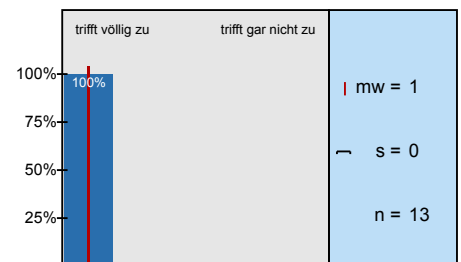 trifft völlig zu trifft gar nicht zu
100%
100%
75%
50%
25%
mw = 1
s = 0
n = 13